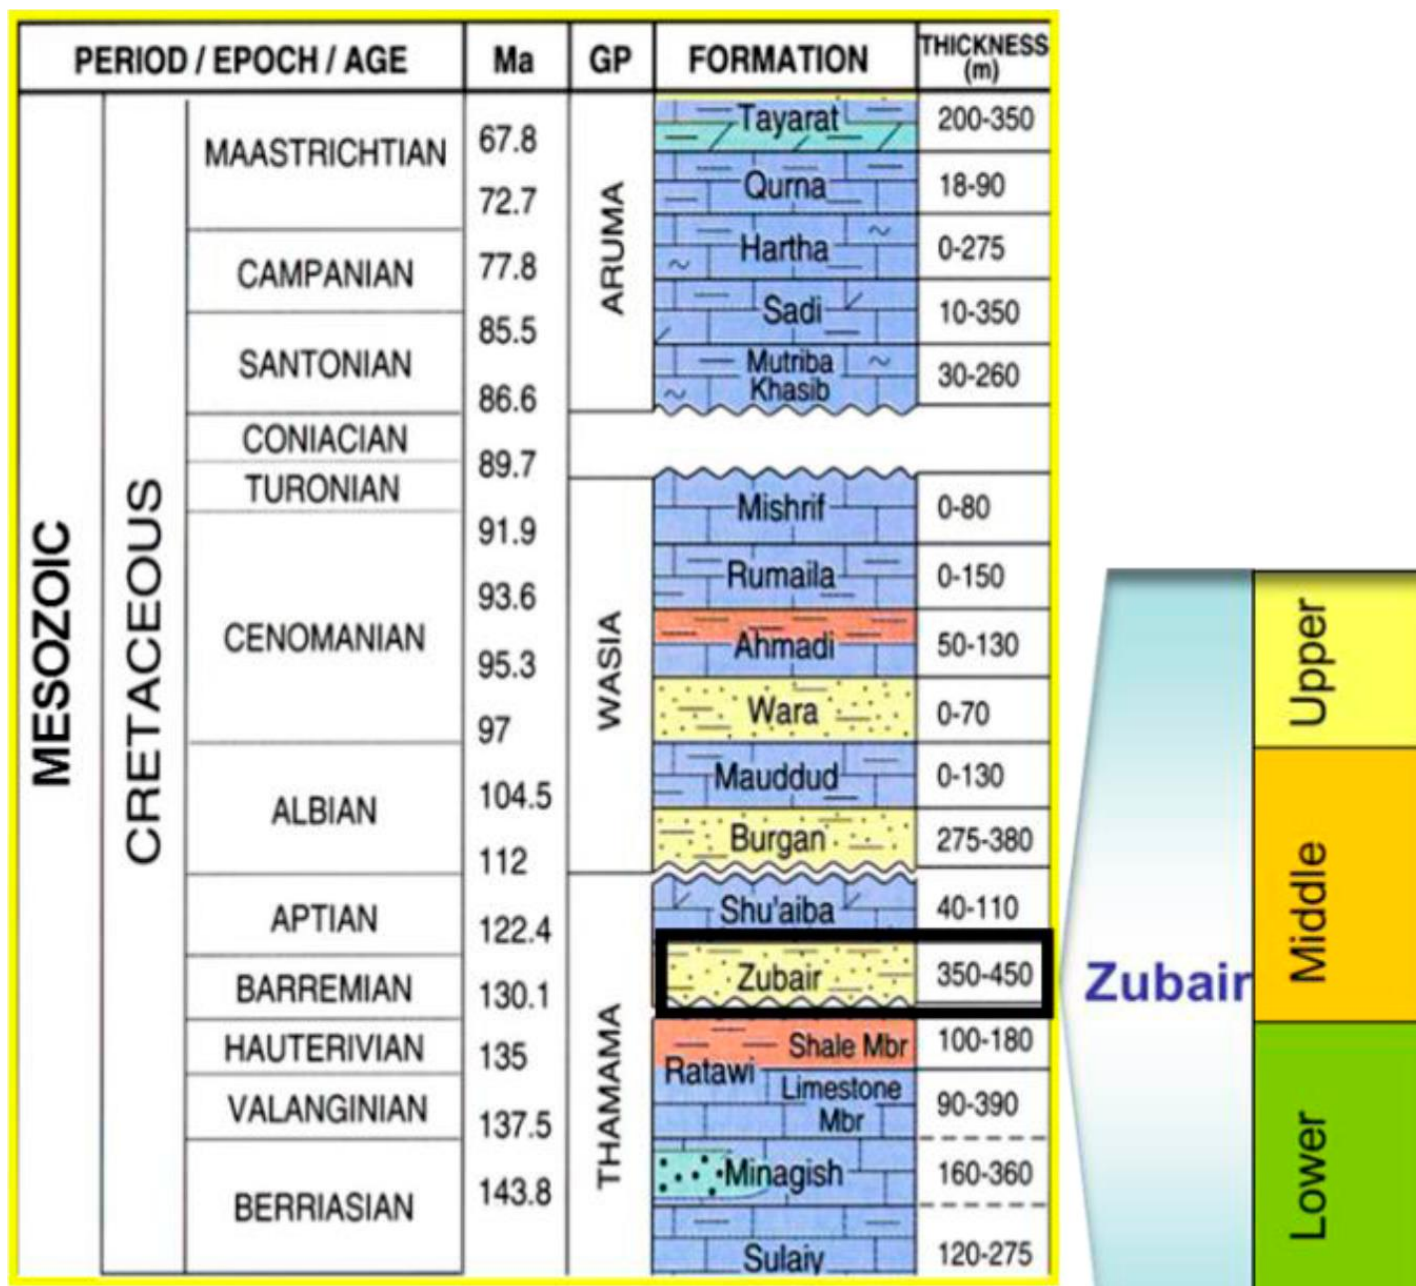 PERIOD / EPOCH / AGE
Ma
GP
FORMATION
THICKNESS
(m)
MESOZOIC
CRETACEOUS
MAASTRICHTIAN
CAMPANIAN
SANTONIAN
CONIACIAN
TURONIAN
CENOMANIAN
ALBIAN
APTIAN
BARREMIAN
HAUTERIVIAN
VALANGINIAN
BERRIASIAN
67.8
72.7
77.8
85.5
86.6
89.7
91.9
93.6
95.3
97
104.5
112
122.4
130.1
135
137.5
143.8
ARUMA
WASIA
THAMAMA
Tayarat
200-350
Qurna
18-90
Hartha
0-275
Sadi
10-350
Mutriba
Khasib
30-260
Mishrif
0-80
Rumaila
0-150
Ahmadi
50-130
Wara
0-70
Mauddud
0-130
Burgan
275-380
Shu'aiba
40-110
Zubair
350-450
Ratawi
Shale Mbr
100-180
Limestone
Mbr
90-390
Minagish
160-360
Sulaiy
120-275
Zubair
Upper
Middle
Lower